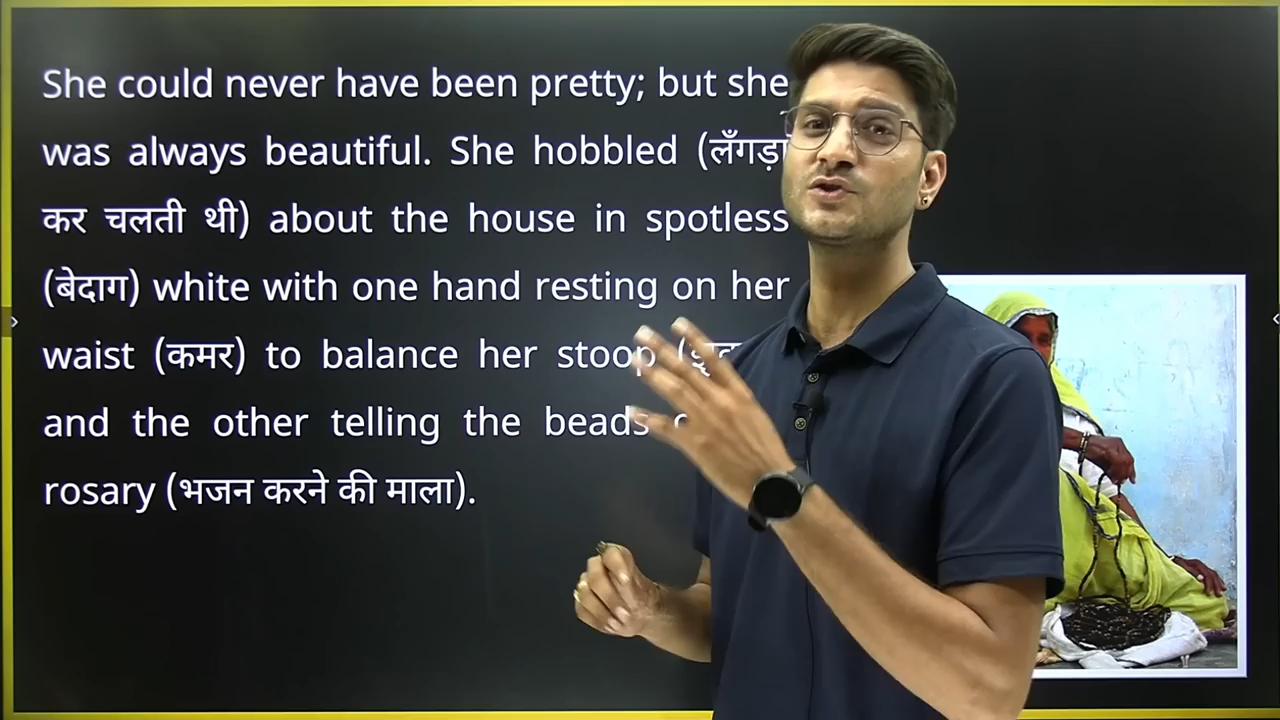 She could never have been pretty; but she
was always beautiful. She hobbled (लँगड़ा
कर चलती थी) about the house in spotless
(बेदाग) white with one hand resting on her
waist (कमर) to balance her stoop
and the other telling the beads
rosary (भजन करने की माला).